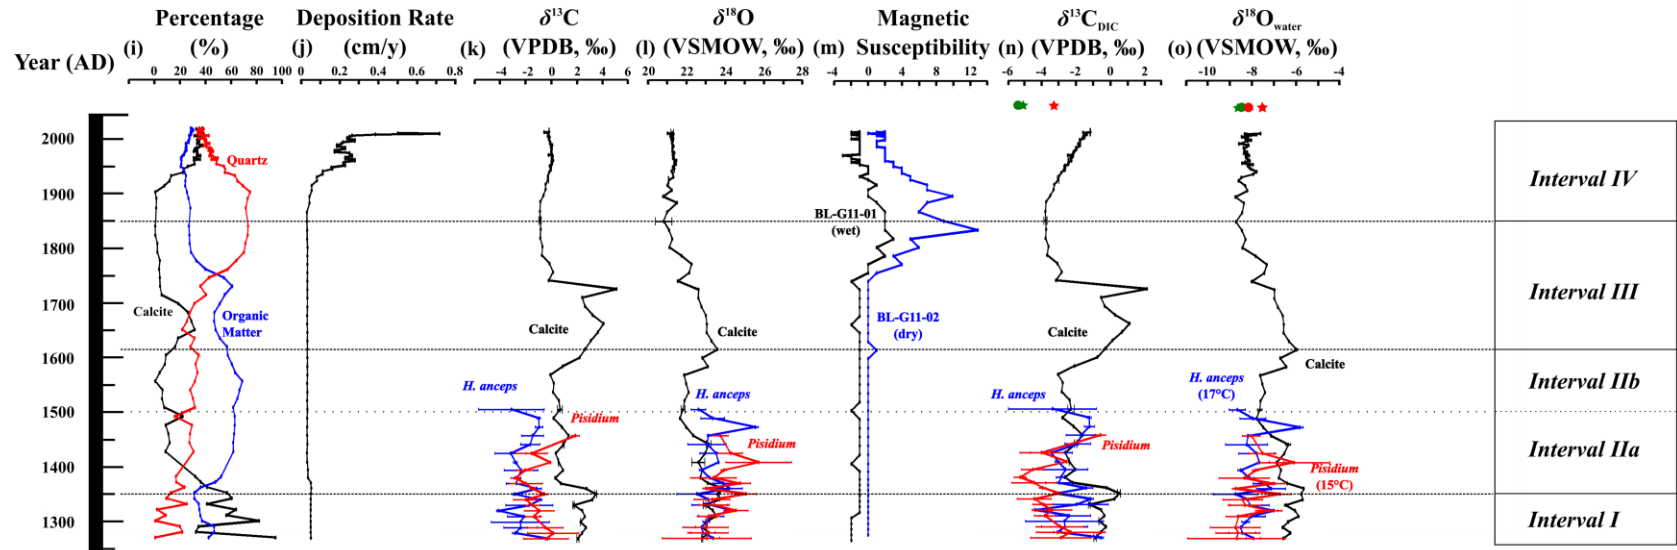 Percentage
Deposition Rate
δ¹³C
δ¹⁸O
Magnetic
δ¹³C_DIC
δ¹⁸O_water
Year (AD)
(i)
(%)
(j)
(cm/y)
(k)
(VPDB, ‰)
(l)
(VSMOW, ‰)
(m)
Susceptibility
(n)
(VPDB, ‰)
(o)
(VSMOW, ‰)
0 20 40 60 80 100
0 0.2 0.4 0.6 0.8
-4 -2 0 2 4 6
20 22 24 26 28
-4 0 4 8 12
-6 -4 -2 0 2
-10 -8 -6 -4
2000
1900
1800
1700
1600
1500
1400
1300
Quartz
Calcite
Organic
Matter
Calcite
H. anceps
Pisidium
Calcite
H. anceps
Pisidium
BL-G11-01
(wet)
BL-G11-02
(dry)
Calcite
H. anceps
Pisidium
Calcite
H. anceps
(17°C)
Pisidium
(15°C)
Interval IV
Interval III
Interval IIb
Interval IIa
Interval I